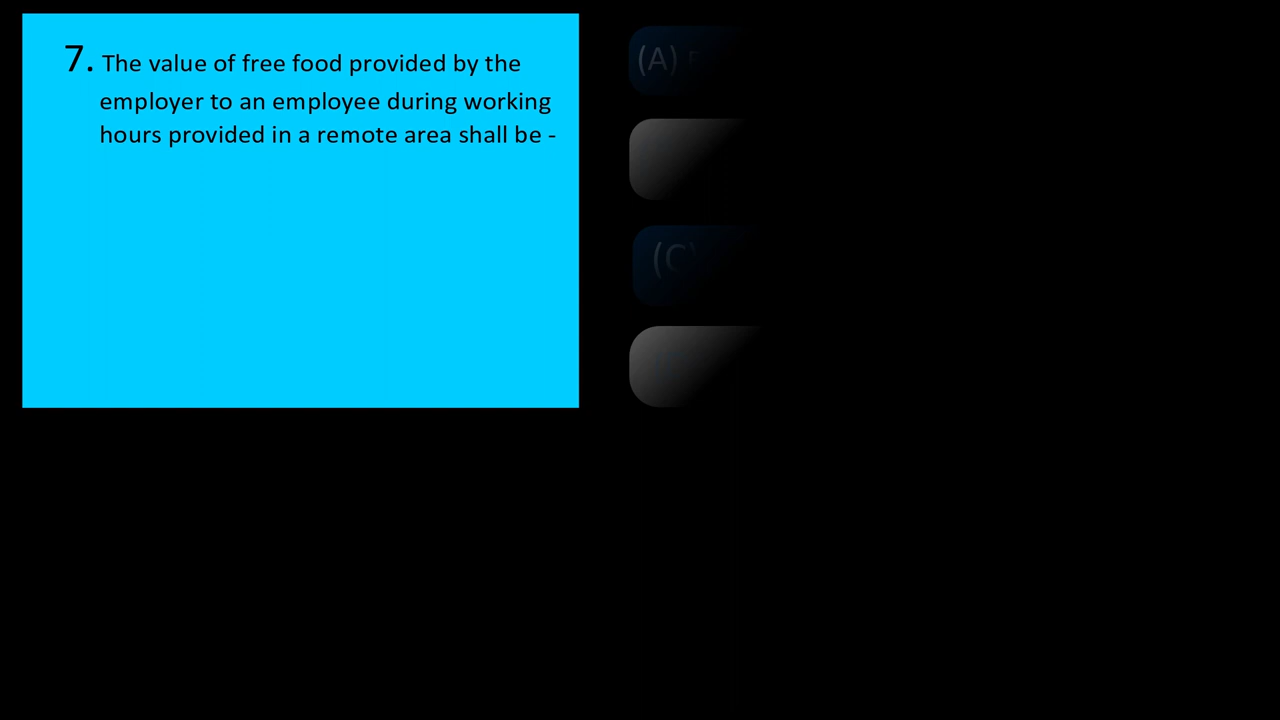 7. The value of free food provided by the
employer to an employee during working
hours provided in a remote area shall be -
(A)
(C)